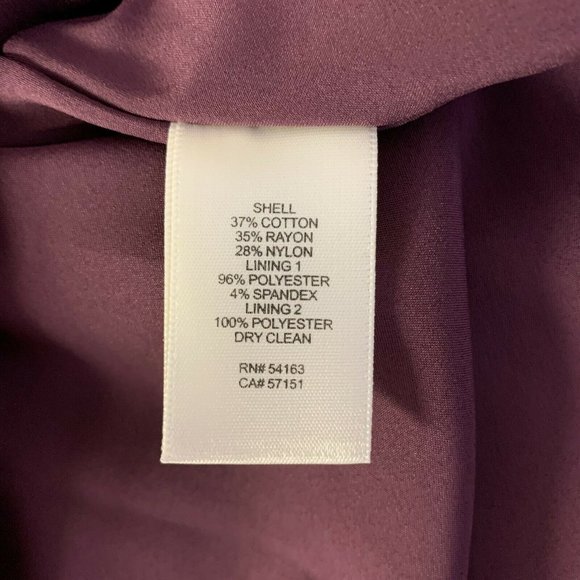 SHELL
37% COTTON
35% RAYON
28% NYLON
LINING 1
96% POLYESTER
4% SPANDEX
LINING 2
100% POLYESTER
DRY CLEAN
RN# 54163
CA# 57151